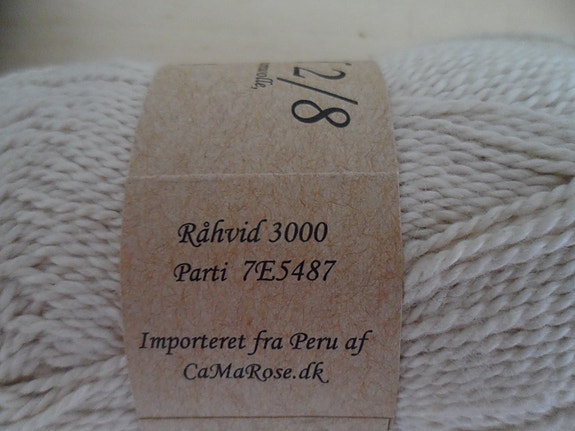 2/8
Råhvid 3000
Parti 7E5487
Importeret fra Peru af
CaMaRose.dk